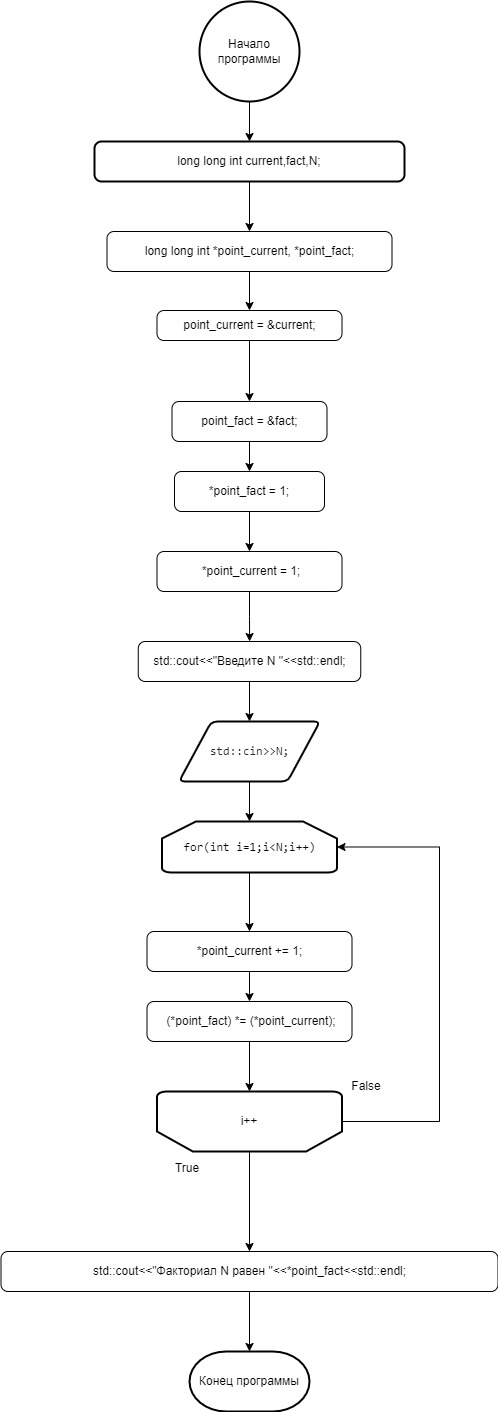 Начало
программы
long long int current,fact,N;
long long int *point_current, *point_fact;
point_current = &current;
point_fact = &fact;
*point_fact = 1;
*point_current = 1;
std::cout<<"Введите N "<<std::endl;
std::cin>>N;
for(int i=1;i<N;i++)
*point_current += 1;
(*point_fact) *= (*point_current);
False
i++
True
std::cout<<"Факториал N равен "<<*point_fact<<std::endl;
Конец программы